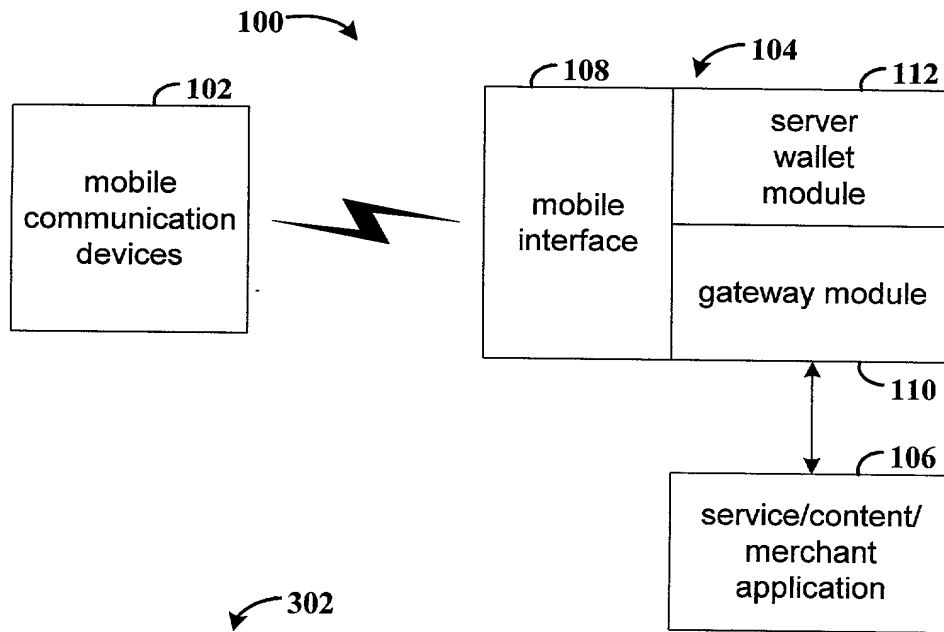 100
104
102
108
112
mobile
communication
devices
mobile
interface
server
wallet
module
gateway module
110
106
service/content/
merchant
application
302